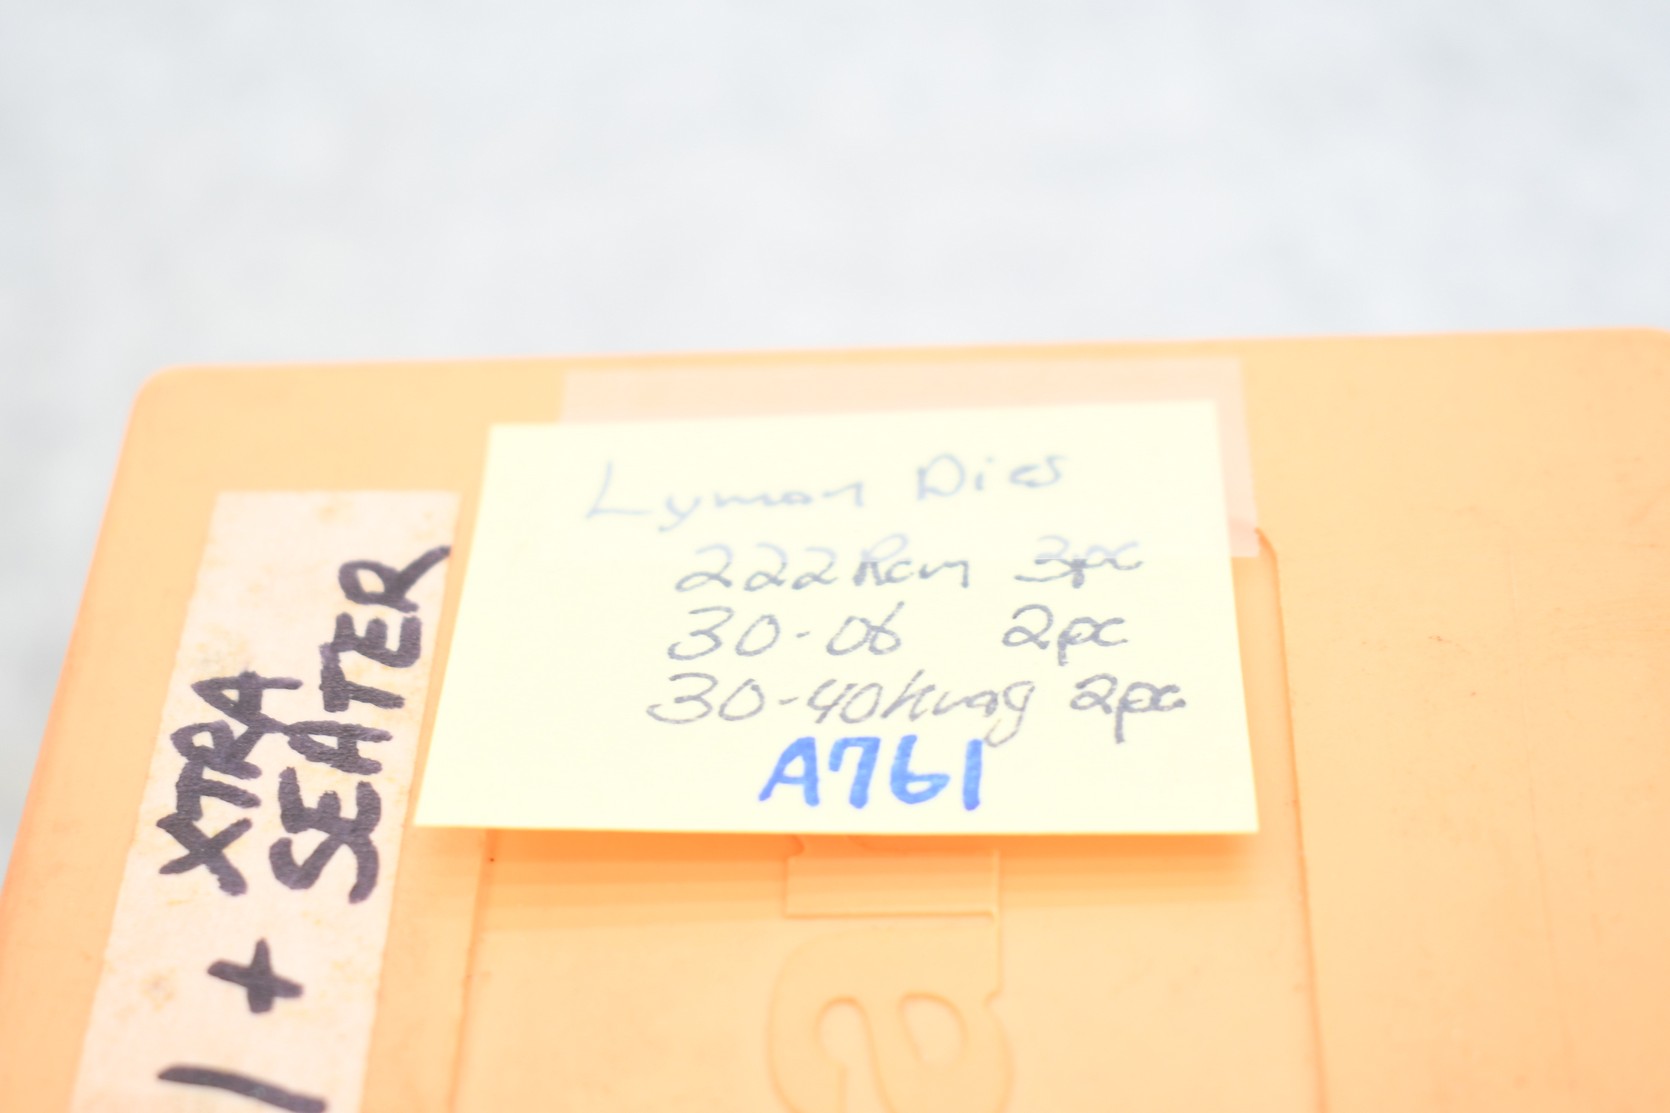 Lyman Dies
222 Rem 3pc
30-06 2pc
30-40 Krag 2pc
A761
XTRA
+ SEATER